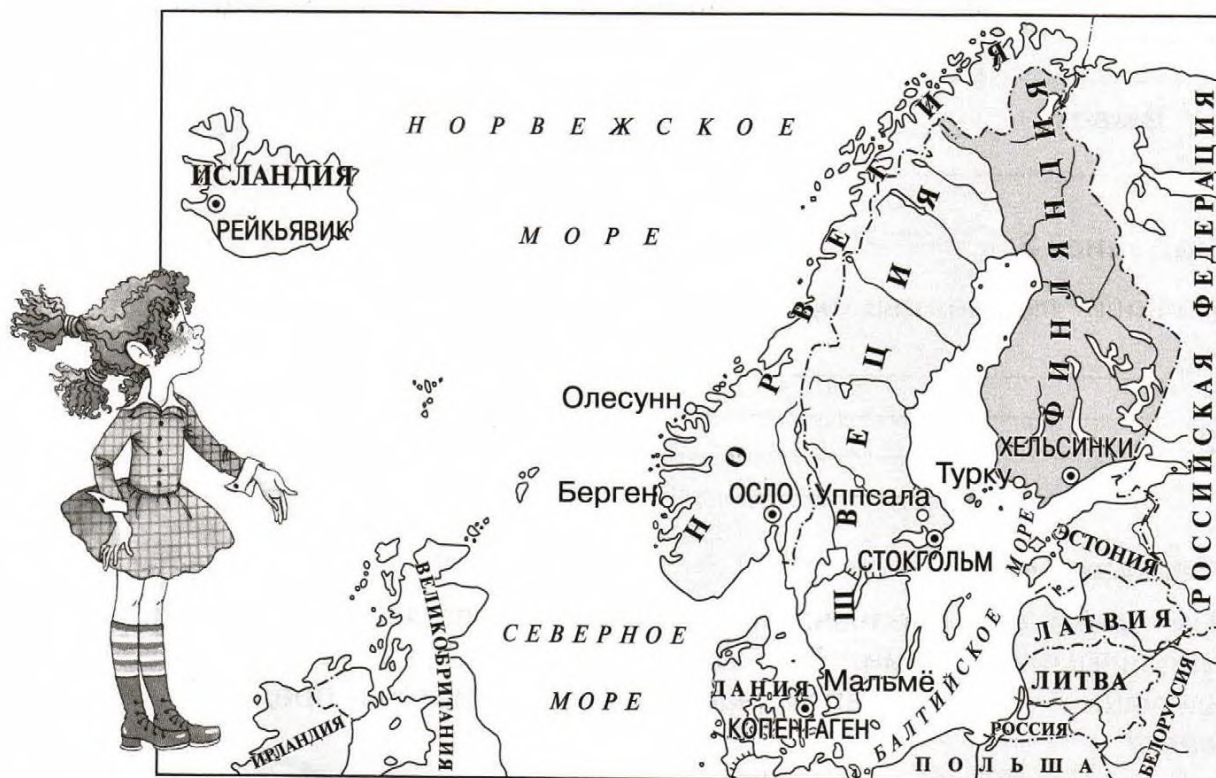 НОРВЕЖСКОЕ
МОРЕ
ИСЛАНДИЯ
РЕЙКЬЯВИК
НОРВЕГИЯ
ШВЕЦИЯ
ФИНЛЯНДИЯ
РОССИЙСКАЯ ФЕДЕРАЦИЯ
Олесунн
Берген
ОСЛО
Уппсала
СТОКГОЛЬМ
Турку
ХЕЛЬСИНКИ
ЭСТОНИЯ
ЛАТВИЯ
ЛИТВА
РОССИЯ
БЕЛОРУССИЯ
ПОЛЬША
БАЛТИЙСКОЕ МОРЕ
СЕВЕРНОЕ
МОРЕ
ДАНИЯ
Мальмё
КОПЕНГАГЕН
ВЕЛИКОБРИТАНИЯ
ИРЛАНДИЯ